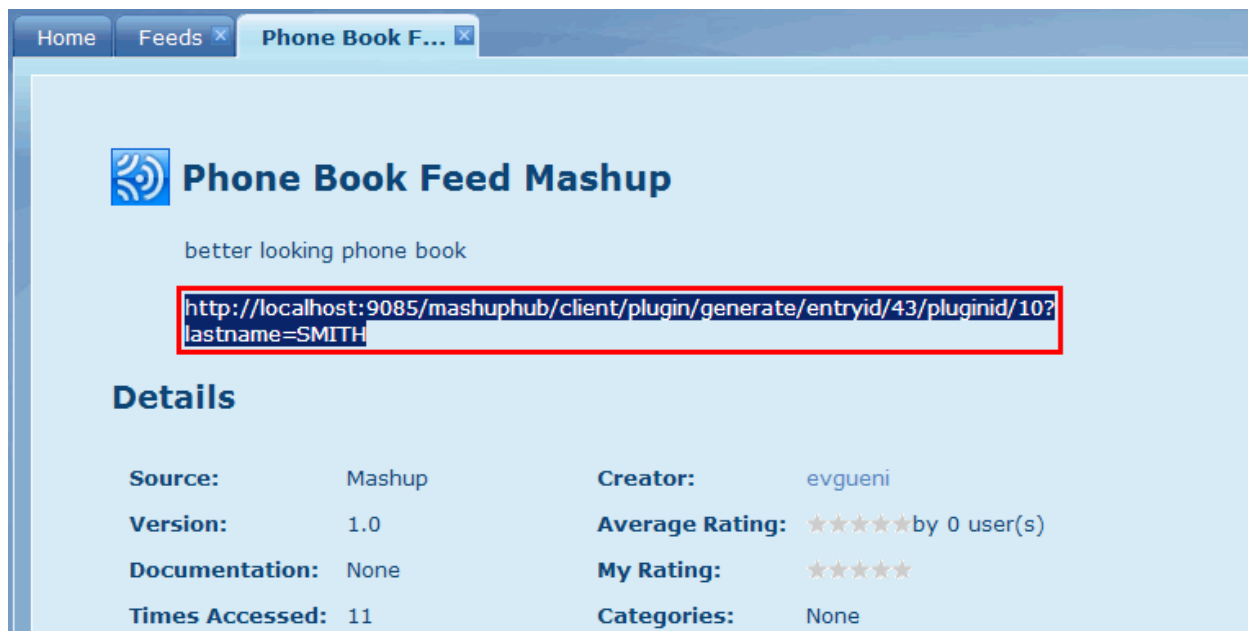 Home Feeds Phone Book F...
Phone Book Feed Mashup
better looking phone book
http://localhost:9085/mashuphub/client/plugin/generate/entryid/43/pluginid/10?
lastname=SMITH
Details
Source: Mashup Creator: evgueni
Version: 1.0 Average Rating: by 0 user(s)
Documentation: None My Rating:
Times Accessed: 11 Categories: None